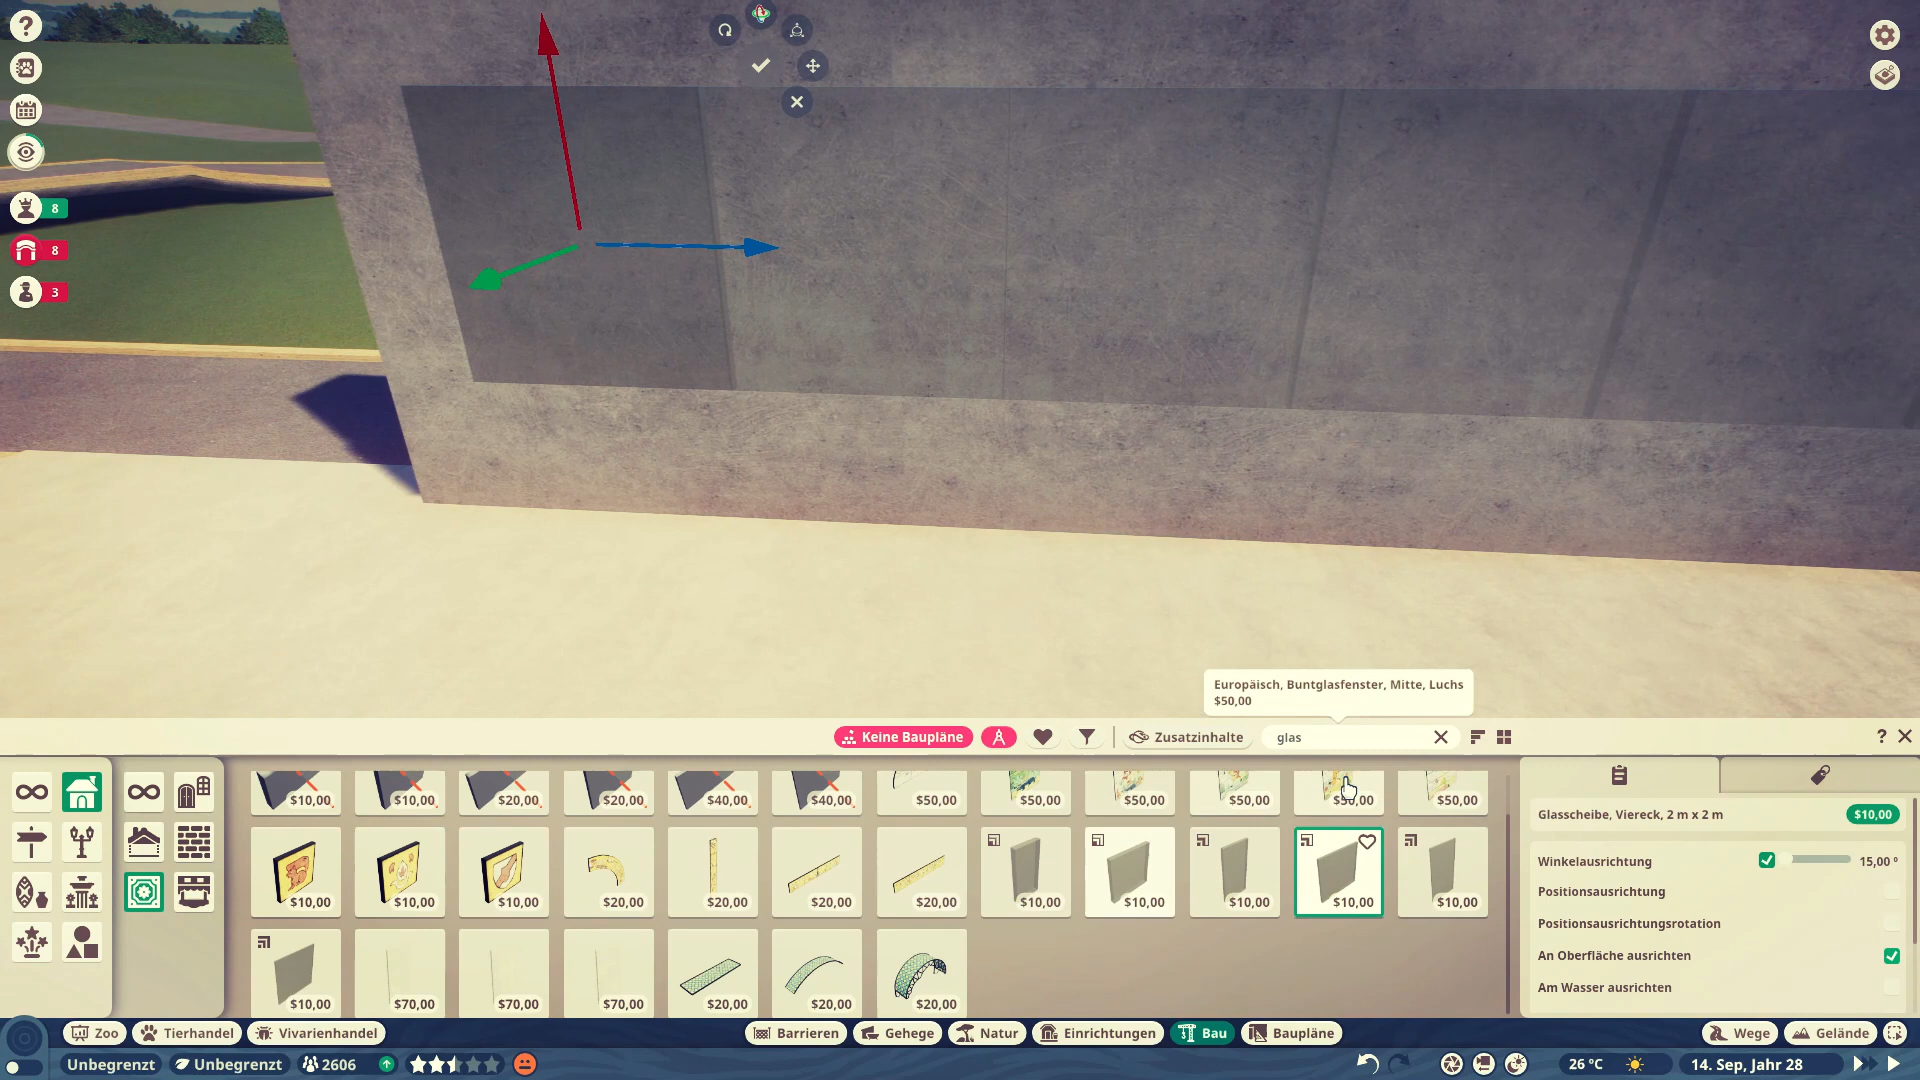 ?
8
8
3
Europäisch, Buntglasfenster, Mitte, Luchs
$50,00
Keine Baupläne
Zusatzinhalte
glas
?
$10,00 $10,00 $20,00 $20,00 $40,00 $40,00 $50,00 $50,00 $50,00 $50,00 $50,00 $50,00
$10,00 $10,00 $10,00 $20,00 $20,00 $20,00 $20,00 $10,00 $10,00 $10,00 $10,00 $10,00
$10,00 $70,00 $70,00 $70,00 $20,00 $20,00 $20,00
Glasscheibe, Viereck, 2 m x 2 m $10,00
Winkelausrichtung 15,00 º
Positionsausrichtung
Positionsausrichtungsrotation
An Oberfläche ausrichten
Am Wasser ausrichten
Zoo Tierhandel Vivarienhandel Barrieren Gehege Natur Einrichtungen Bau Baupläne Wege Gelände
Unbegrenzt Unbegrenzt 2606 26 °C 14. Sep, Jahr 28